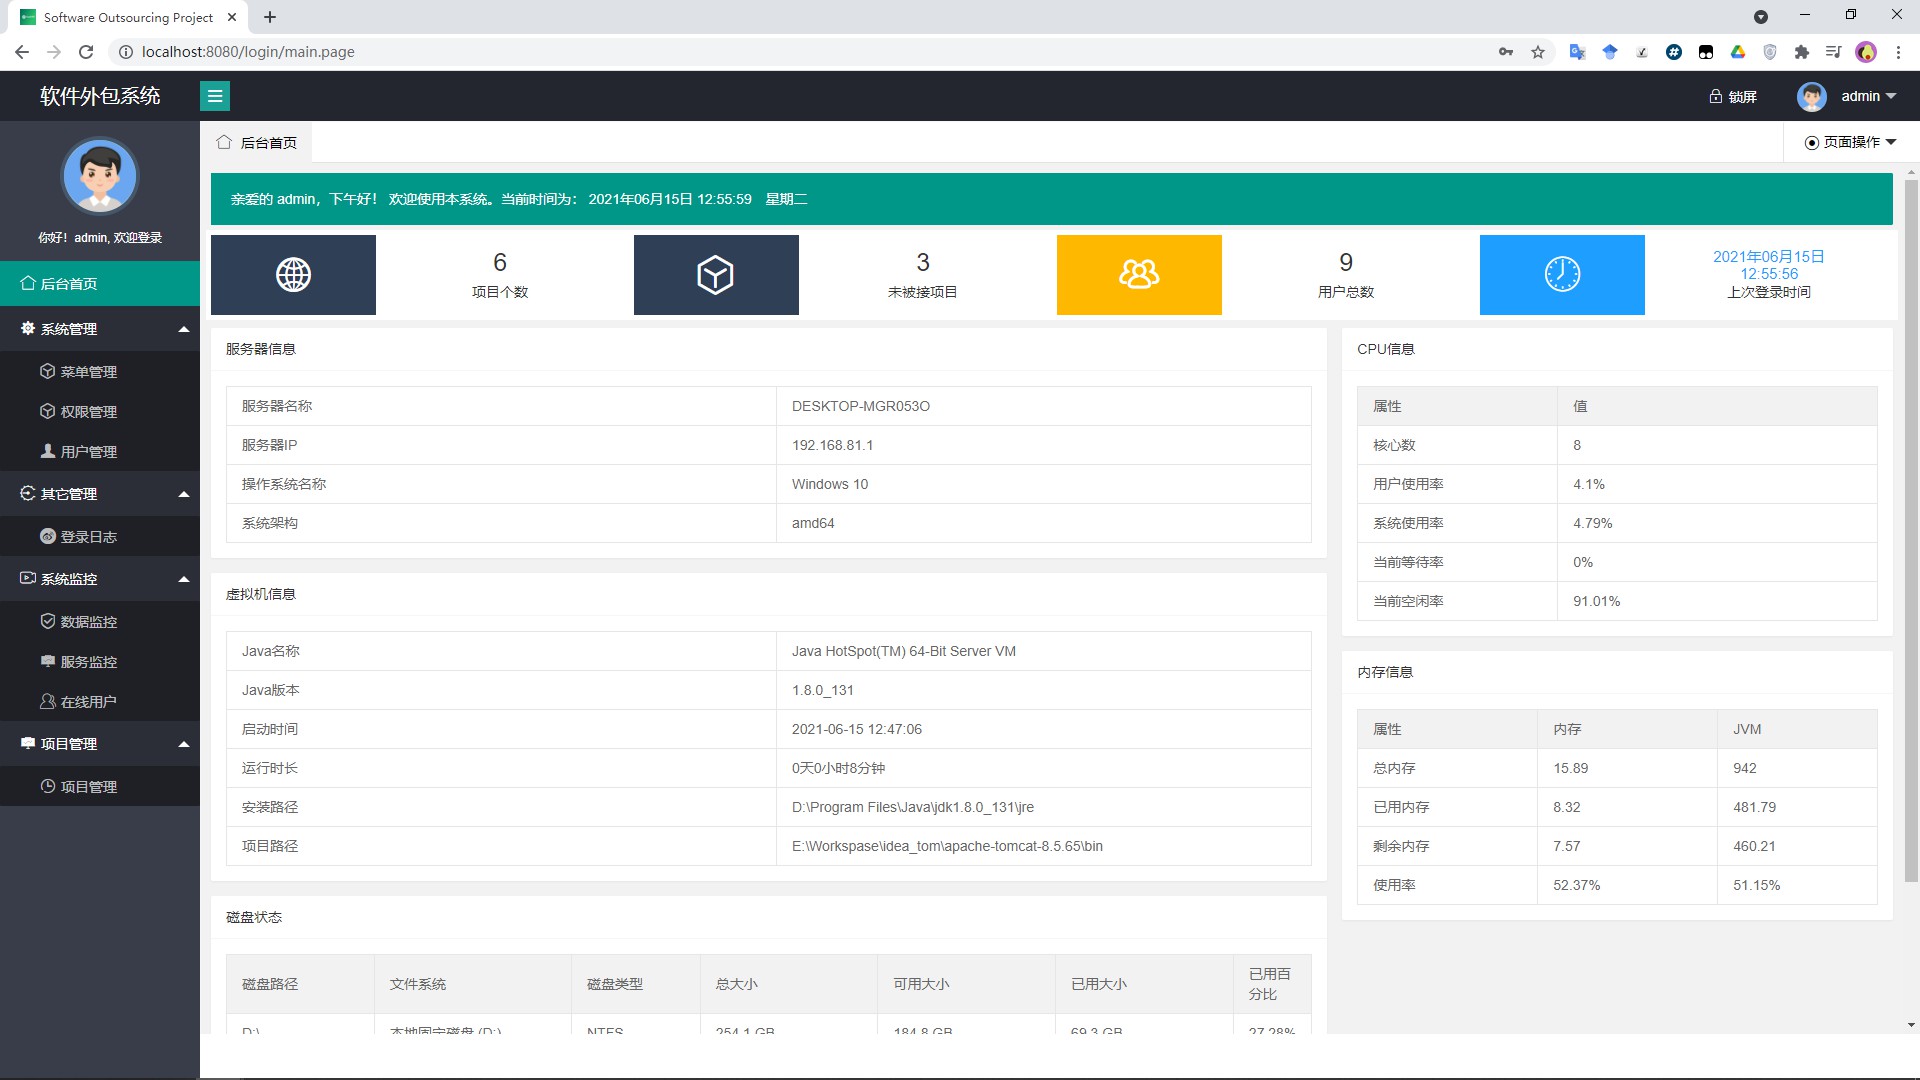 Software Outsourcing Project
localhost:8080/login/main.page
软件外包系统
锁屏
admin
你好！admin, 欢迎登录
后台首页
系统管理
菜单管理
权限管理
用户管理
其它管理
登录日志
系统监控
数据监控
服务监控
在线用户
项目管理
项目管理
后台首页
页面操作
亲爱的 admin，下午好！ 欢迎使用本系统。当前时间为： 2021年06月15日 12:55:59 星期二
6
项目个数
3
未被接项目
9
用户总数
2021年06月15日
12:55:56
上次登录时间
服务器信息
服务器名称 DESKTOP-MGR053O
服务器IP 192.168.81.1
操作系统名称 Windows 10
系统架构 amd64
虚拟机信息
Java名称 Java HotSpot(TM) 64-Bit Server VM
Java版本 1.8.0_131
启动时间 2021-06-15 12:47:06
运行时长 0天0小时8分钟
安装路径 D:\Program Files\Java\jdk1.8.0_131\jre
项目路径 E:\Workspase\idea_tom\apache-tomcat-8.5.65\bin
磁盘状态
磁盘路径 文件系统 磁盘类型 总大小 可用大小 已用大小 已用百
分比
D:\ 本地固定磁盘 (D:) NTFS 254.1 GB 184.8 GB 69.3 GB 27.28%
CPU信息
属性 值
核心数 8
用户使用率 4.1%
系统使用率 4.79%
当前等待率 0%
当前空闲率 91.01%
内存信息
属性 内存 JVM
总内存 15.89 942
已用内存 8.32 481.79
剩余内存 7.57 460.21
使用率 52.37% 51.15%